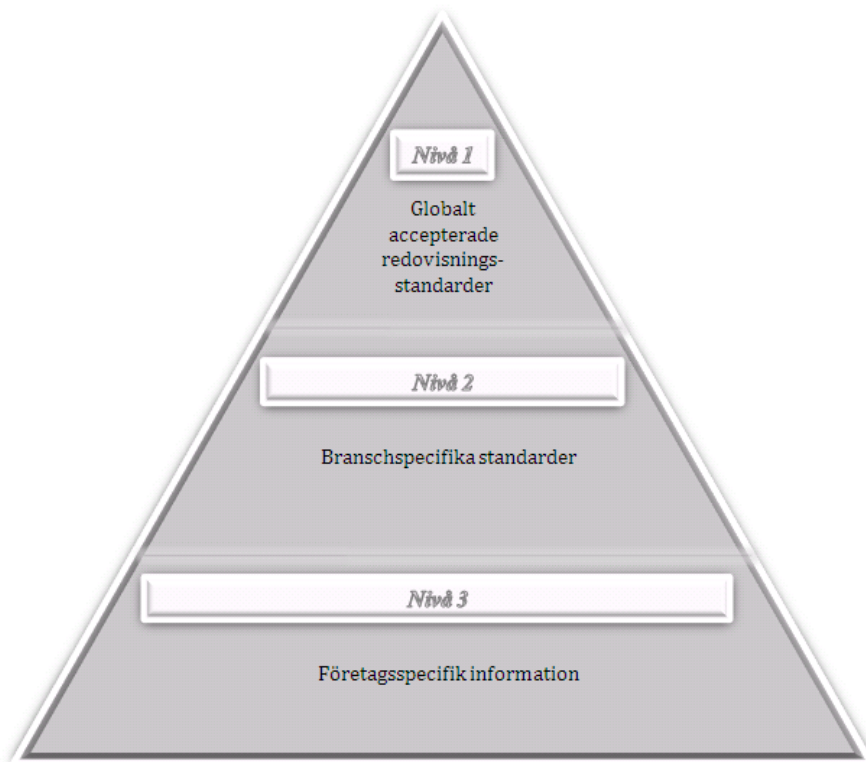 Nivå 1
Globalt
accepterade
redovisnings-
standarder
Nivå 2
Branschspecifika standarder
Nivå 3
Företagsspecifik information